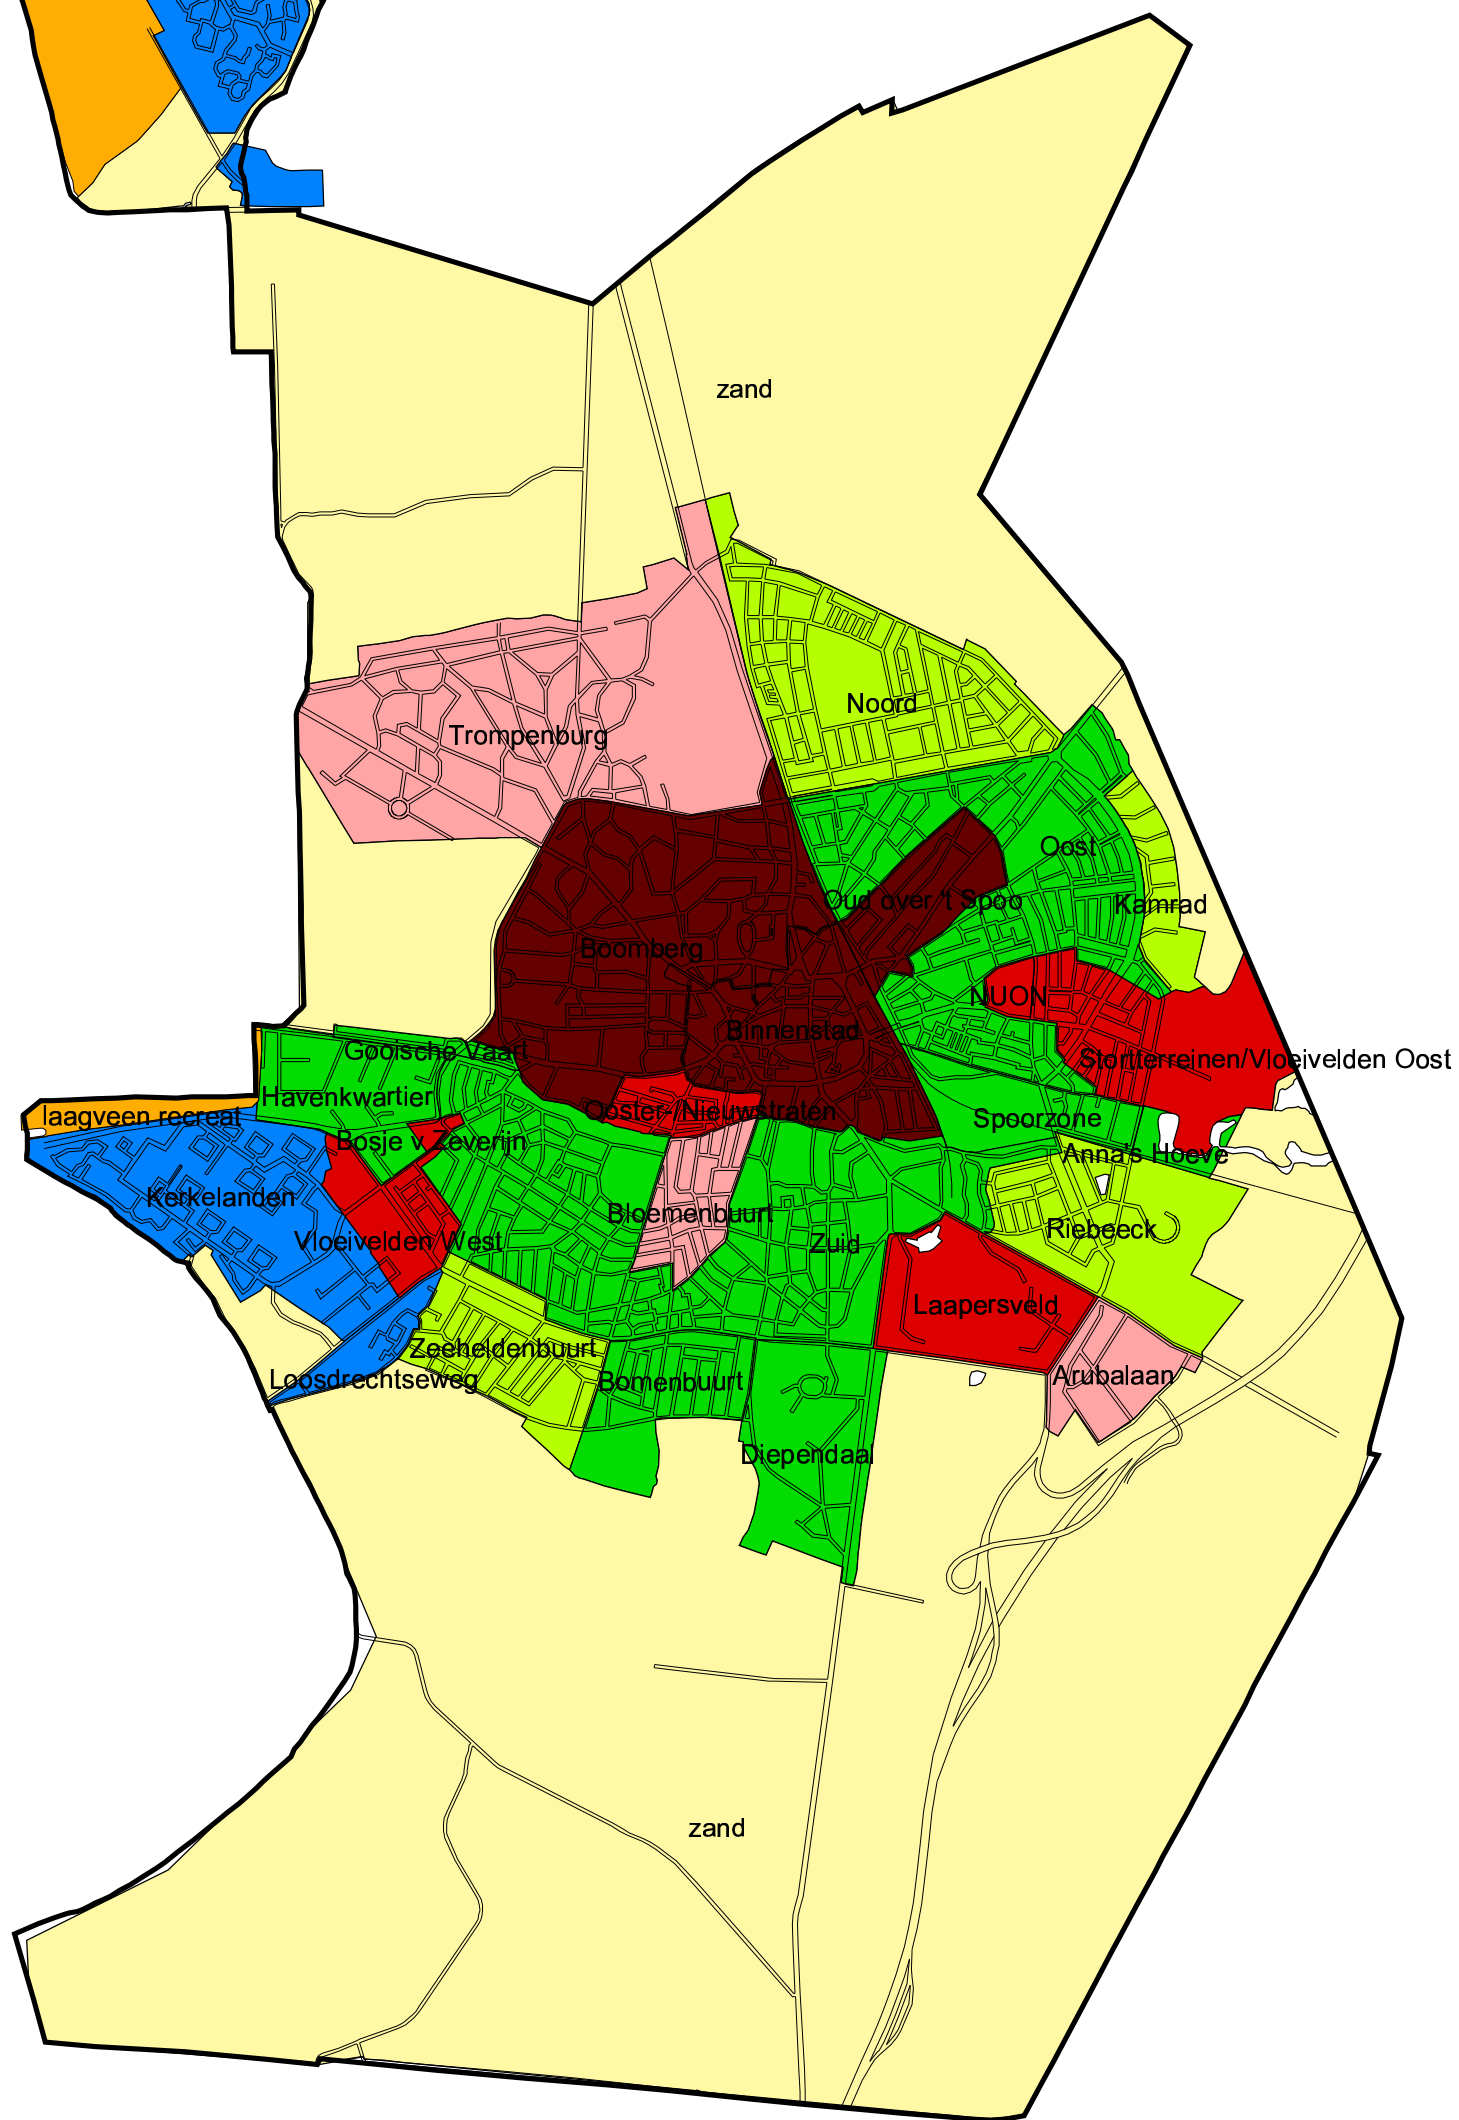 zand
Noord
Trompenburg
Oost
Oud over 't Spoo
Kamrad
Boomberg
NUON
Binnenstad
Gooische Vaart
Stortterreinen/Vloeivelden Oost
Havenkwartier
laagveen recreat
Ooster-/Nieuwstraten
Spoorzone
Bosje v Zeverijn
Anna's Hoeve
Kerkelanden
Bloemenbuurt
Riebeeck
Vloeivelden West
Zuid
Laapersveld
Zeeheldenbuurt
Loosdrechtseweg
Bomenbuurt
Arubalaan
Diependaal
zand